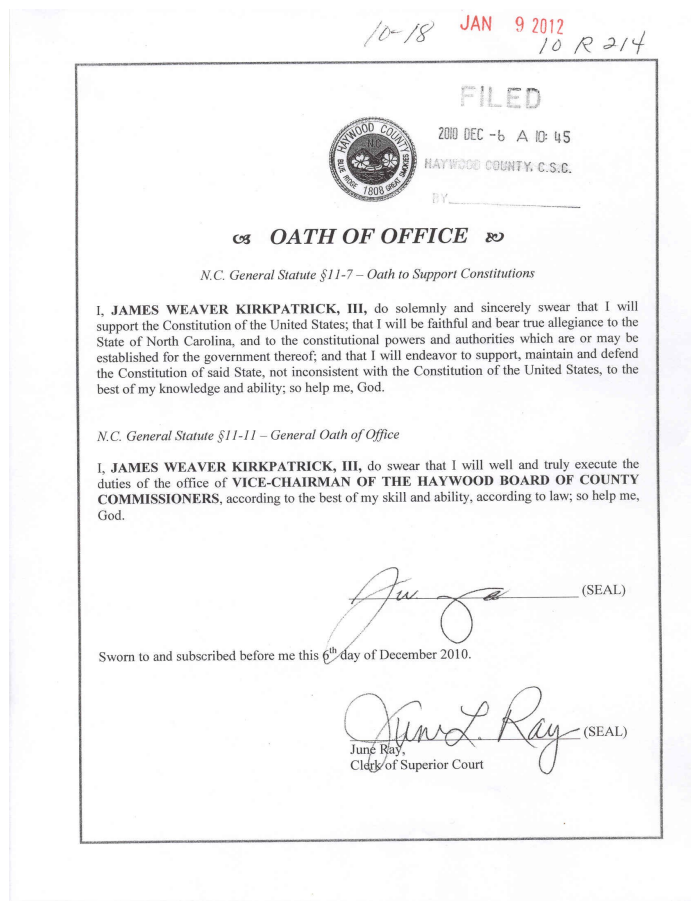 10-18 JAN 9 2012
10 R 214
FILED
2010 DEC -6 A 10:45
HAYWOOD COUNTY, C.S.C.
BY
HAYWOOD COUNTY
NC
BLUE RIDGE 1808 GREAT SMOKIES
OATH OF OFFICE
N.C. General Statute §11-7 – Oath to Support Constitutions
I, JAMES WEAVER KIRKPATRICK, III, do solemnly and sincerely swear that I will
support the Constitution of the United States; that I will be faithful and bear true allegiance to the
State of North Carolina, and to the constitutional powers and authorities which are or may be
established for the government thereof; and that I will endeavor to support, maintain and defend
the Constitution of said State, not inconsistent with the Constitution of the United States, to the
best of my knowledge and ability; so help me, God.
N.C. General Statute §11-11 – General Oath of Office
I, JAMES WEAVER KIRKPATRICK, III, do swear that I will well and truly execute the
duties of the office of VICE-CHAIRMAN OF THE HAYWOOD BOARD OF COUNTY
COMMISSIONERS, according to the best of my skill and ability, according to law; so help me,
God.
(SEAL)
Sworn to and subscribed before me this 6th day of December 2010.
June L. Ray (SEAL)
June Ray,
Clerk of Superior Court